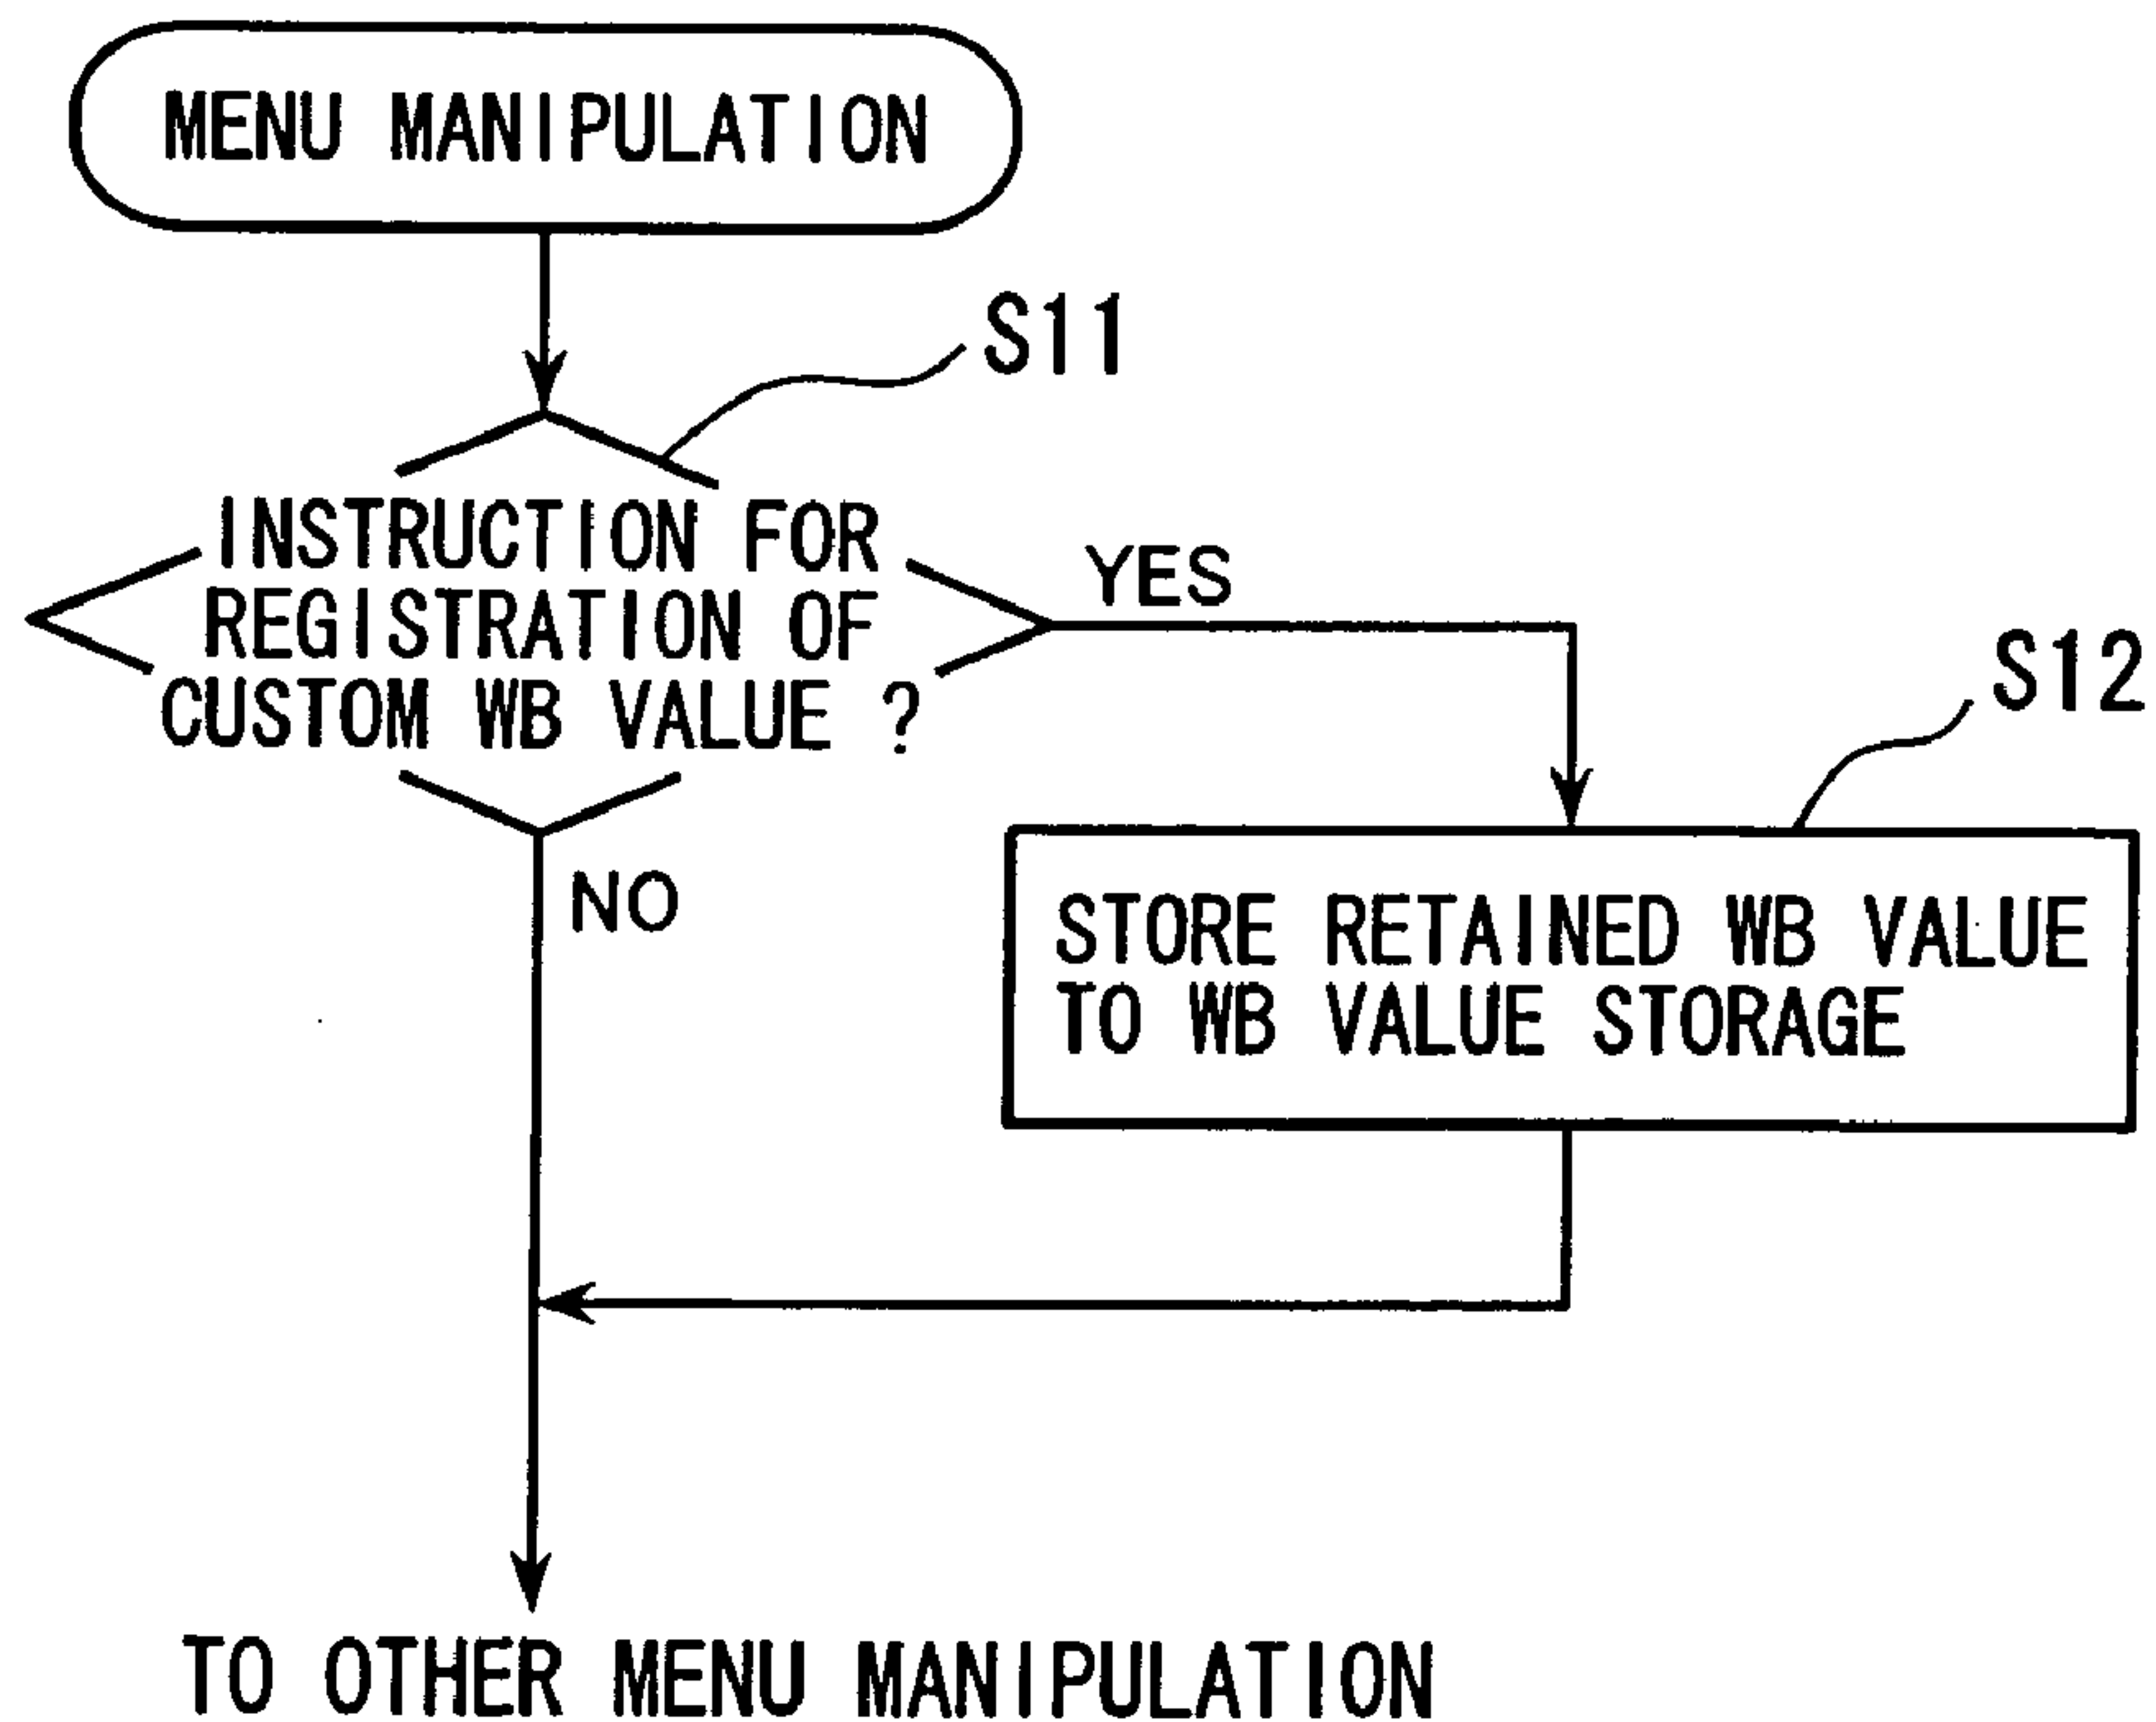 MENU MANIPULATION
S11
INSTRUCTION FOR
REGISTRATION OF
CUSTOM WB VALUE ?
YES
S12
NO
STORE RETAINED WB VALUE
TO WB VALUE STORAGE
TO OTHER MENU MANIPULATION